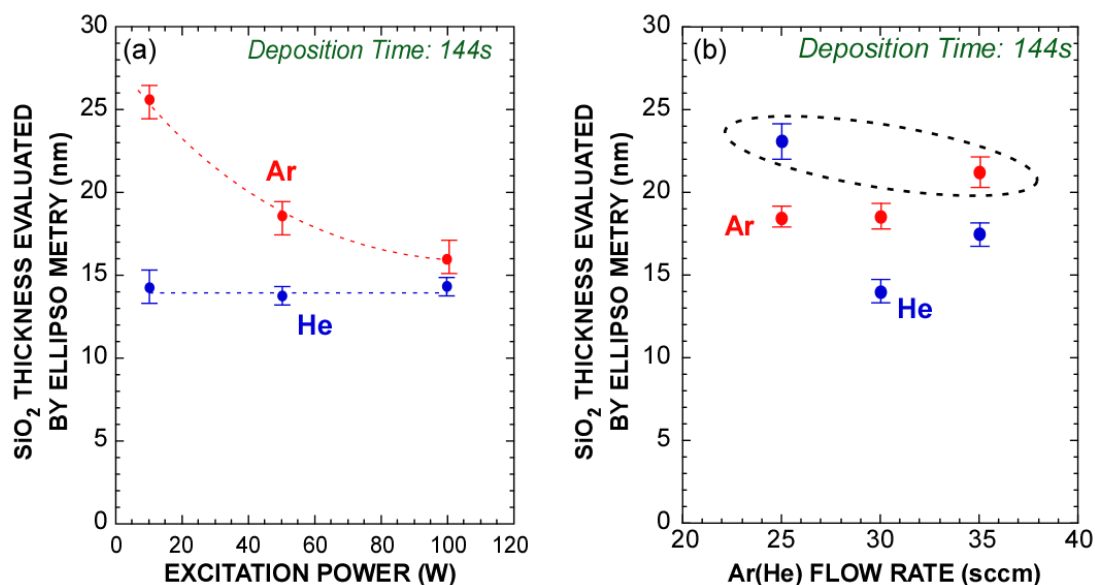 (a)
Deposition Time: 144s
30
25
20
15
10
5
0
SiO₂ THICKNESS EVALUATED
BY ELLIPSO METRY (nm)
Ar
He
0 20 40 60 80 100 120
EXCITATION POWER (W)
(b)
Deposition Time: 144s
30
25
20
15
10
5
0
SiO₂ THICKNESS EVALUATED
BY ELLIPSO METRY (nm)
Ar
He
20 25 30 35 40
Ar(He) FLOW RATE (sccm)